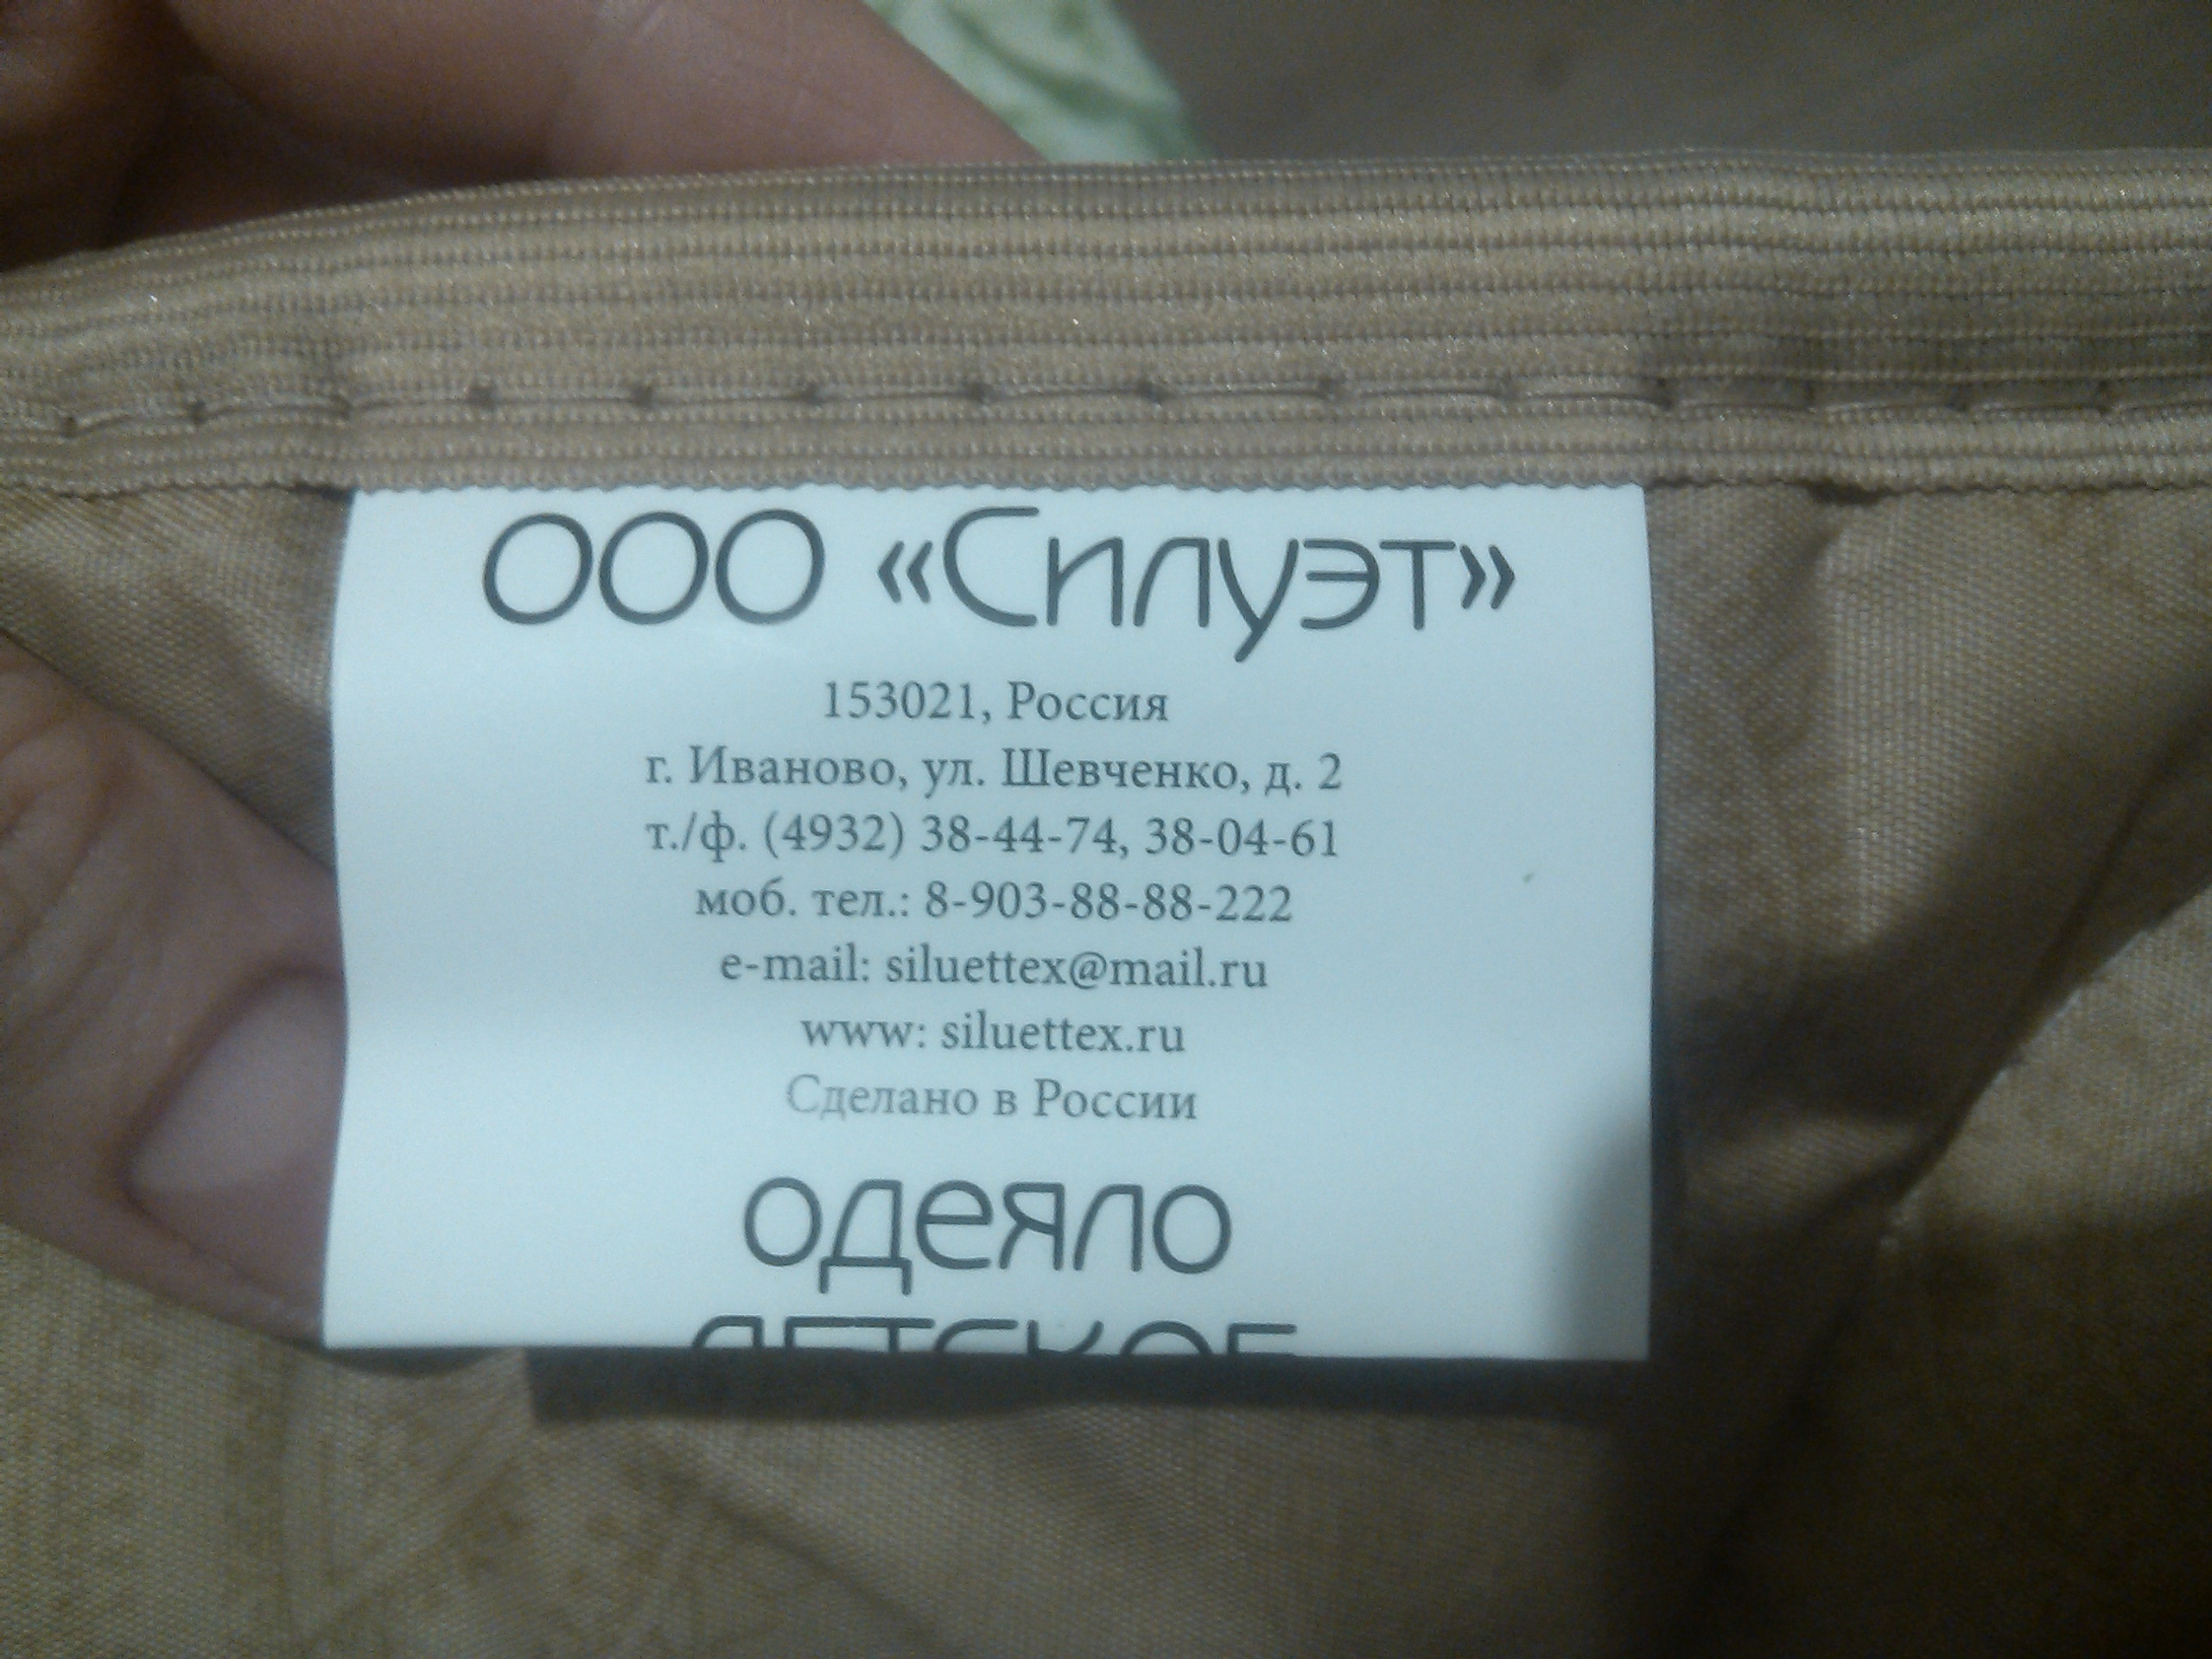 ООО «Силуэт»
153021, Россия
г. Иваново, ул. Шевченко, д. 2
т./ф. (4932) 38-44-74, 38-04-61
моб. тел.: 8-903-88-88-222
e-mail: siluettex@mail.ru
www: siluettex.ru
Сделано в России
одеяло
детское